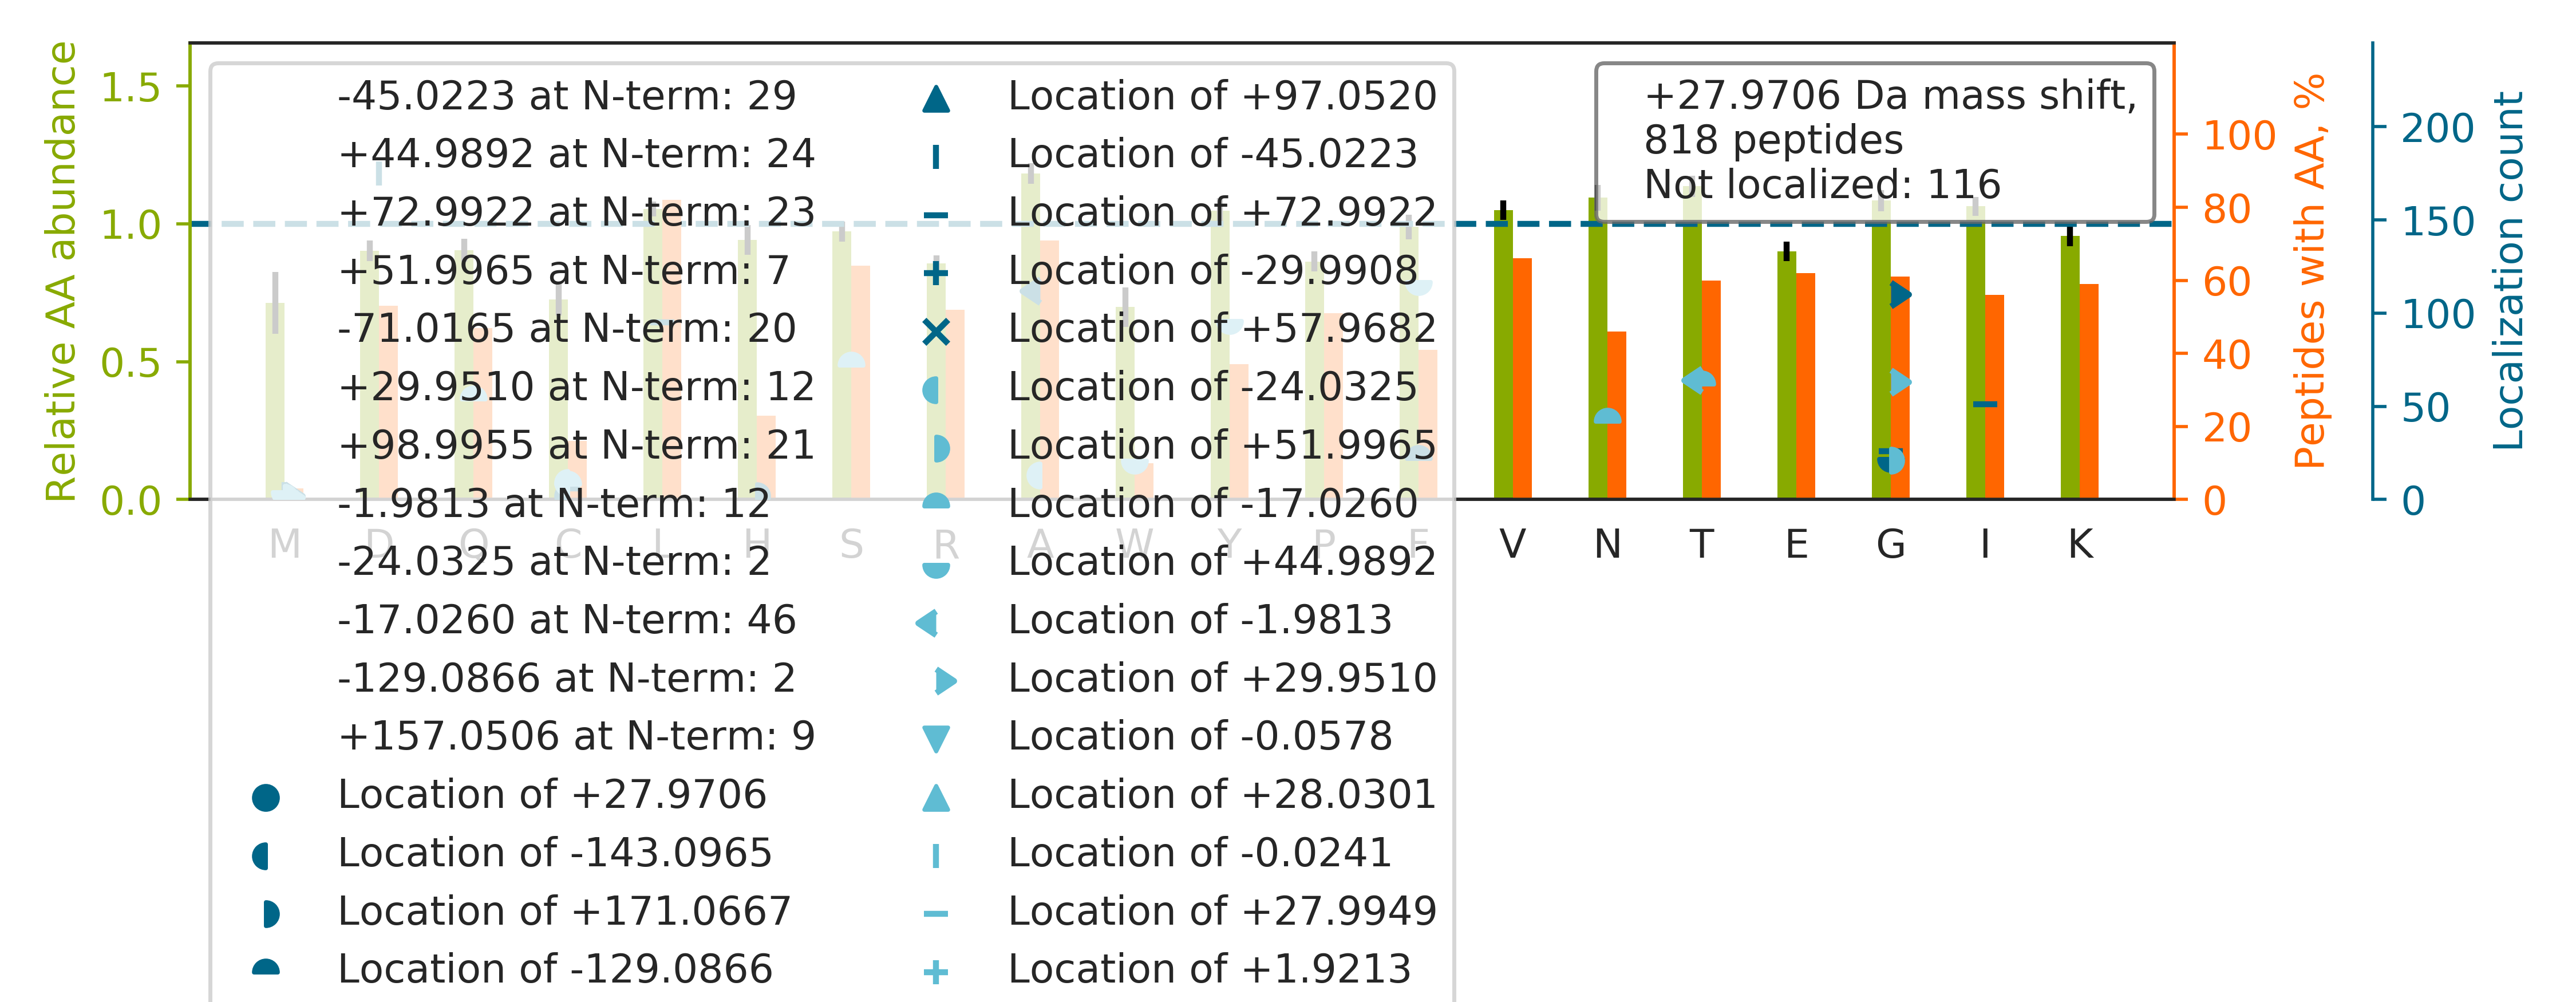 Relative AA abundance
1.5
1.0
0.5
0.0
-45.0223 at N-term: 29
+44.9892 at N-term: 24
+72.9922 at N-term: 23
+51.9965 at N-term: 7
-71.0165 at N-term: 20
+29.9510 at N-term: 12
+98.9955 at N-term: 21
-1.9813 at N-term: 12
-24.0325 at N-term: 2
-17.0260 at N-term: 46
-129.0866 at N-term: 2
+157.0506 at N-term: 9
Location of +27.9706
Location of -143.0965
Location of +171.0667
Location of -129.0866
Location of +97.0520
Location of -45.0223
Location of +72.9922
Location of -29.9908
Location of +57.9682
Location of -24.0325
Location of +51.9965
Location of -17.0260
Location of +44.9892
Location of -1.9813
Location of +29.9510
Location of -0.0578
Location of +28.0301
Location of -0.0241
Location of +27.9949
Location of +1.9213
+27.9706 Da mass shift,
818 peptides
Not localized: 116
M D Q C L H S R A W Y P F V N T E G I K
100
80
60
40
20
0
Peptides with AA, %
200
150
100
50
0
Localization count